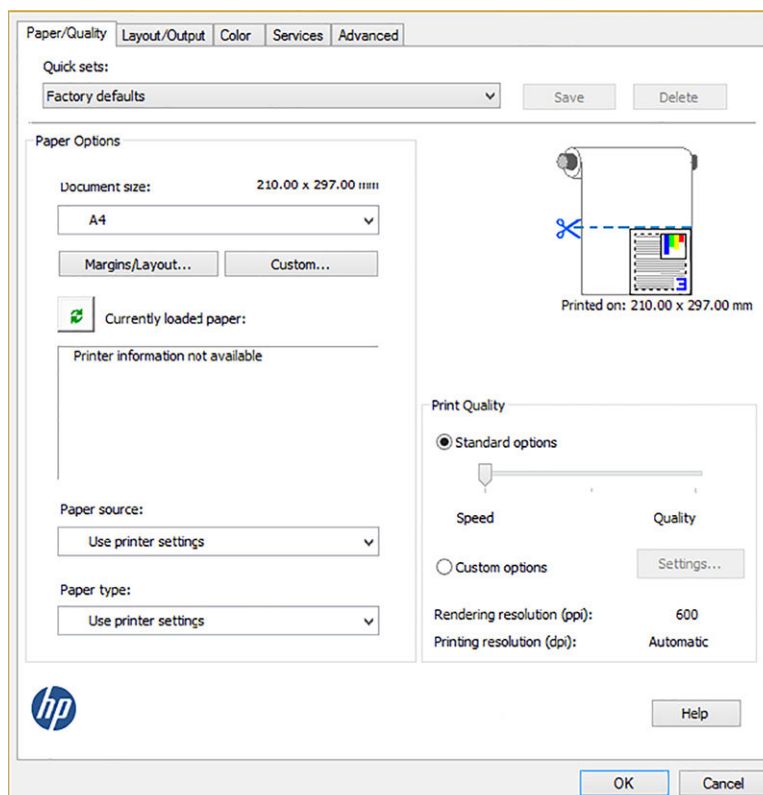 Paper/Quality Layout/Output Color Services Advanced
Quick sets:
Factory defaults Save Delete
Paper Options
Document size: 210.00 x 297.00 mm
A4
Margins/Layout... Custom...
Currently loaded paper:
Printer information not available
3
Printed on: 210.00 x 297.00 mm
Paper source:
Use printer settings
Paper type:
Use printer settings
Print Quality
Standard options
Speed Quality
Custom options Settings...
Rendering resolution (ppi): 600
Printing resolution (dpi): Automatic
hp
Help
OK Cancel